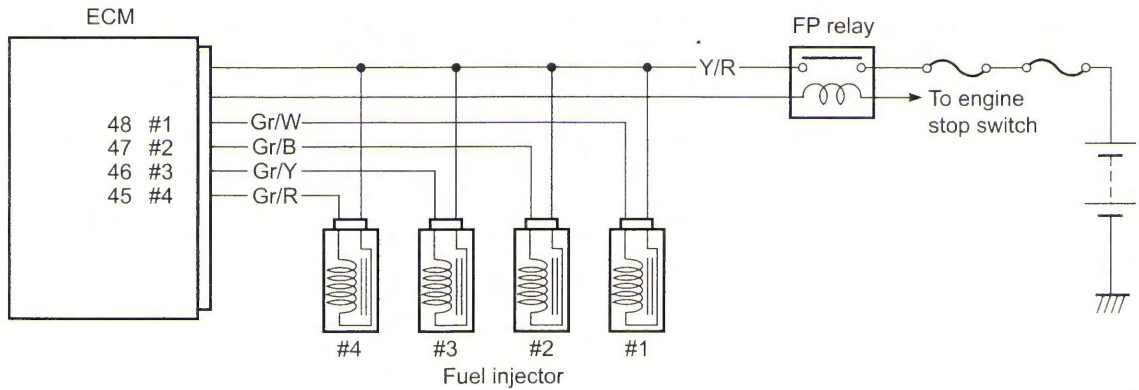 ECM
FP relay
Y/R
To engine
stop switch
48 #1 Gr/W
47 #2 Gr/B
46 #3 Gr/Y
45 #4 Gr/R
#4 #3 #2 #1
Fuel injector